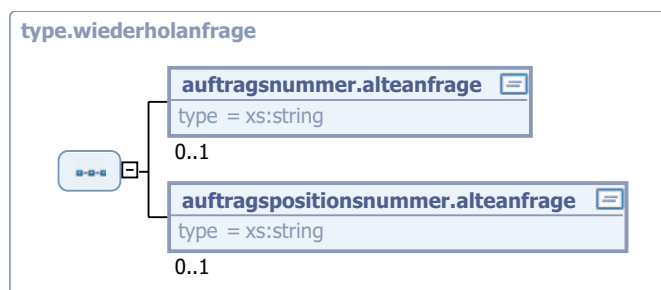 type.wiederholanfrage
auftragsnummer.alteanfrage
type = xs:string
0..1
auftragspositionsnummer.alteanfrage
type = xs:string
0..1